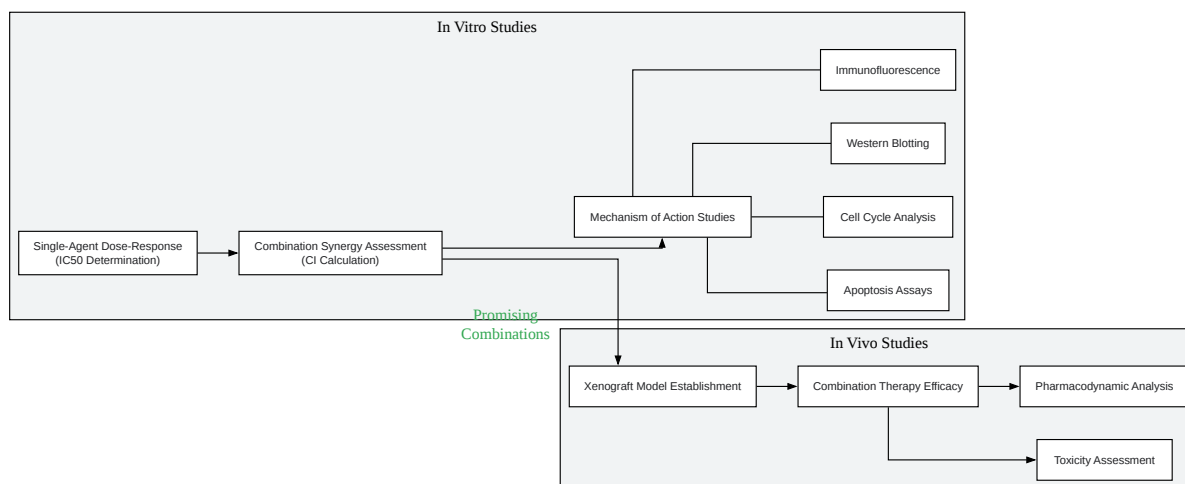 In Vitro Studies
Immunofluorescence
Western Blotting
Mechanism of Action Studies
Cell Cycle Analysis
Single-Agent Dose-Response
(IC50 Determination)
Combination Synergy Assessment
(CI Calculation)
Apoptosis Assays
Promising
Combinations
In Vivo Studies
Xenograft Model Establishment
Combination Therapy Efficacy
Pharmacodynamic Analysis
Toxicity Assessment